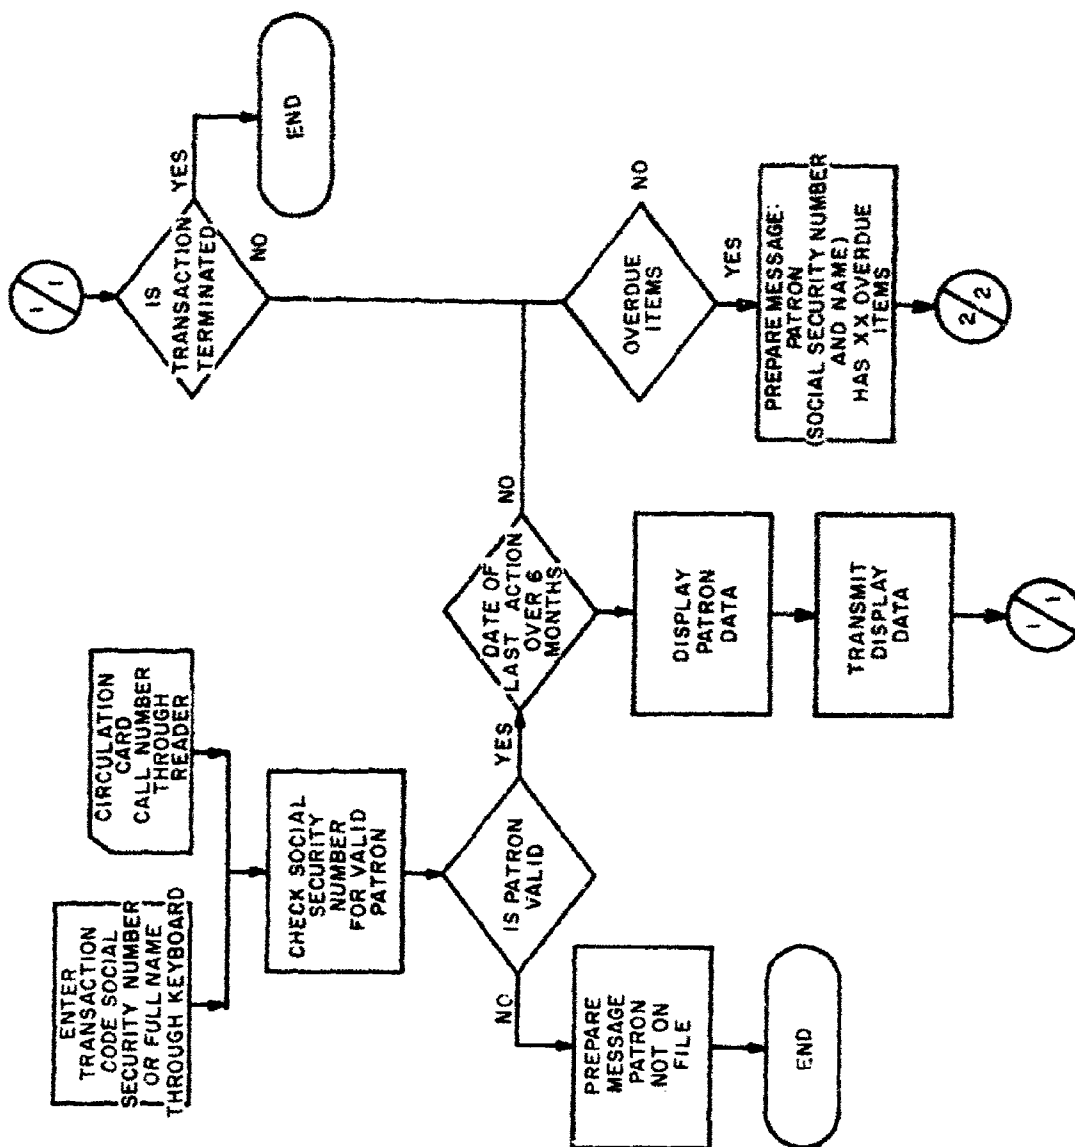 ENTER
TRANSACTION
CODE SOCIAL
SECURITY NUMBER
OR FULL NAME
THROUGH KEYBOARD
CIRCULATION
CARD
CALL NUMBER
THROUGH
READER
CHECK SOCIAL
SECURITY
NUMBER
FOR VALID
PATRON
IS PATRON
VALID
NO
YES
PREPARE
MESSAGE
PATRON
NOT ON
FILE
END
DATE OF
LAST ACTION
OVER 6
MONTHS
NO
DISPLAY
PATRON
DATA
TRANSMIT
DISPLAY
DATA
1 1
1 1
IS
TRANSACTION
TERMINATED
YES
NO
END
OVERDUE
ITEMS
NO
YES
PREPARE MESSAGE:
PATRON
(SOCIAL SECURITY NUMBER
AND NAME)
HAS XX OVERDUE
ITEMS
2 2